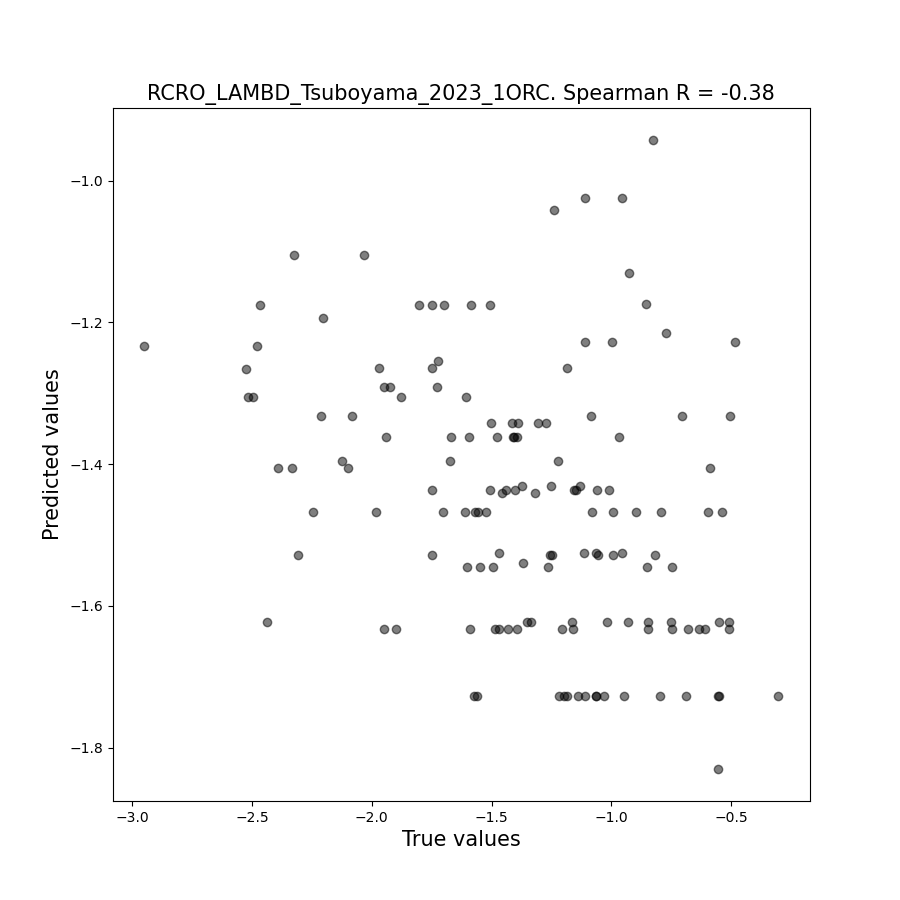 RCRO_LAMBD_Tsuboyama_2023_1ORC. Spearman R = -0.38
−1.0
−1.2
−1.4
−1.6
−1.8
Predicted values
−3.0 −2.5 −2.0 −1.5 −1.0 −0.5
True values